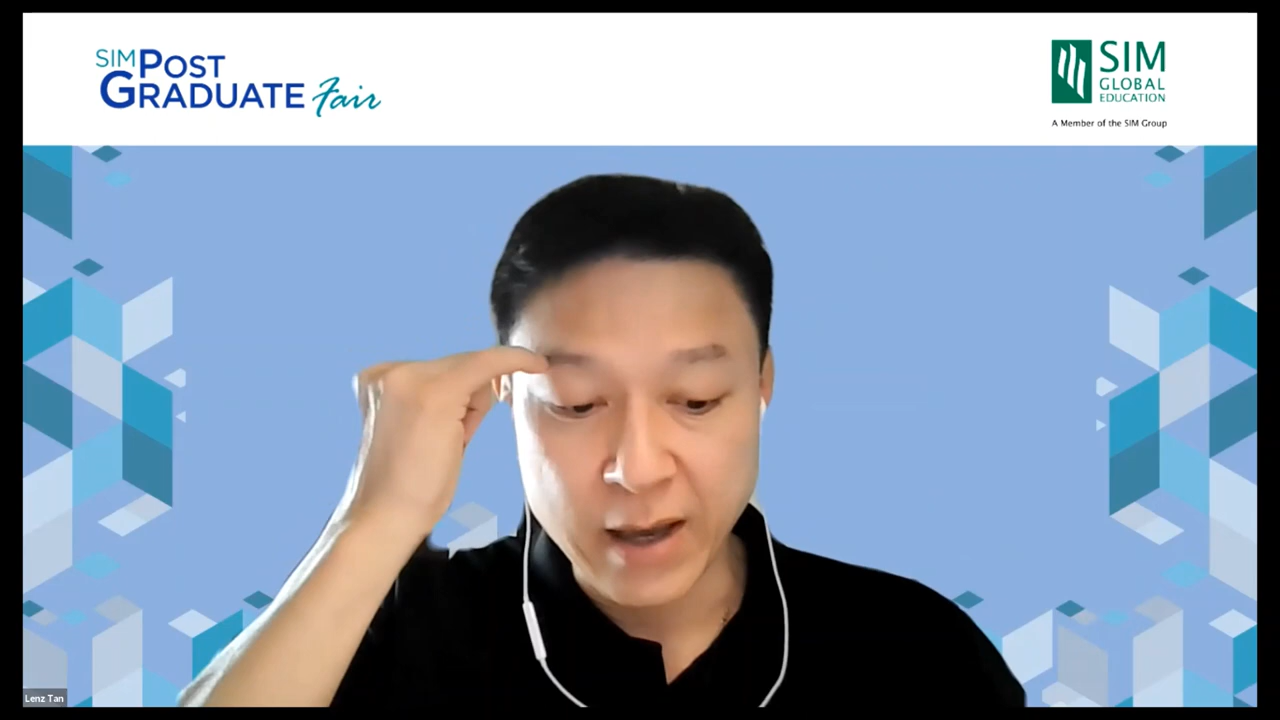 SIM POST
GRADUATE Fair
SIM
GLOBAL
EDUCATION
A Member of the SIM Group
Lenz Tan